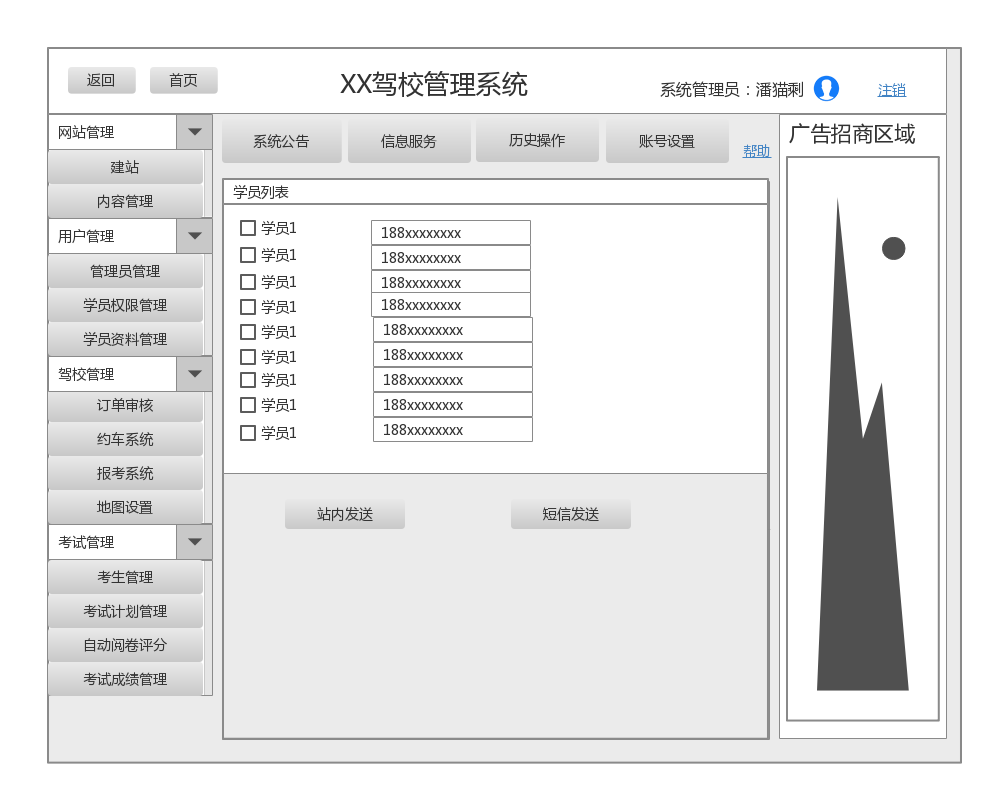 返回 首页 XX驾校管理系统 系统管理员：潘猫剩 注销
网站管理
建站
内容管理
用户管理
管理员管理
学员权限管理
学员资料管理
驾校管理
订单审核
约车系统
报考系统
地图设置
考试管理
考生管理
考试计划管理
自动阅卷评分
考试成绩管理
系统公告 信息服务 历史操作 账号设置 帮助
学员列表
学员1 188xxxxxxxx
学员1 188xxxxxxxx
学员1 188xxxxxxxx
学员1 188xxxxxxxx
学员1 188xxxxxxxx
学员1 188xxxxxxxx
学员1 188xxxxxxxx
学员1 188xxxxxxxx
学员1 188xxxxxxxx
站内发送 短信发送
广告招商区域